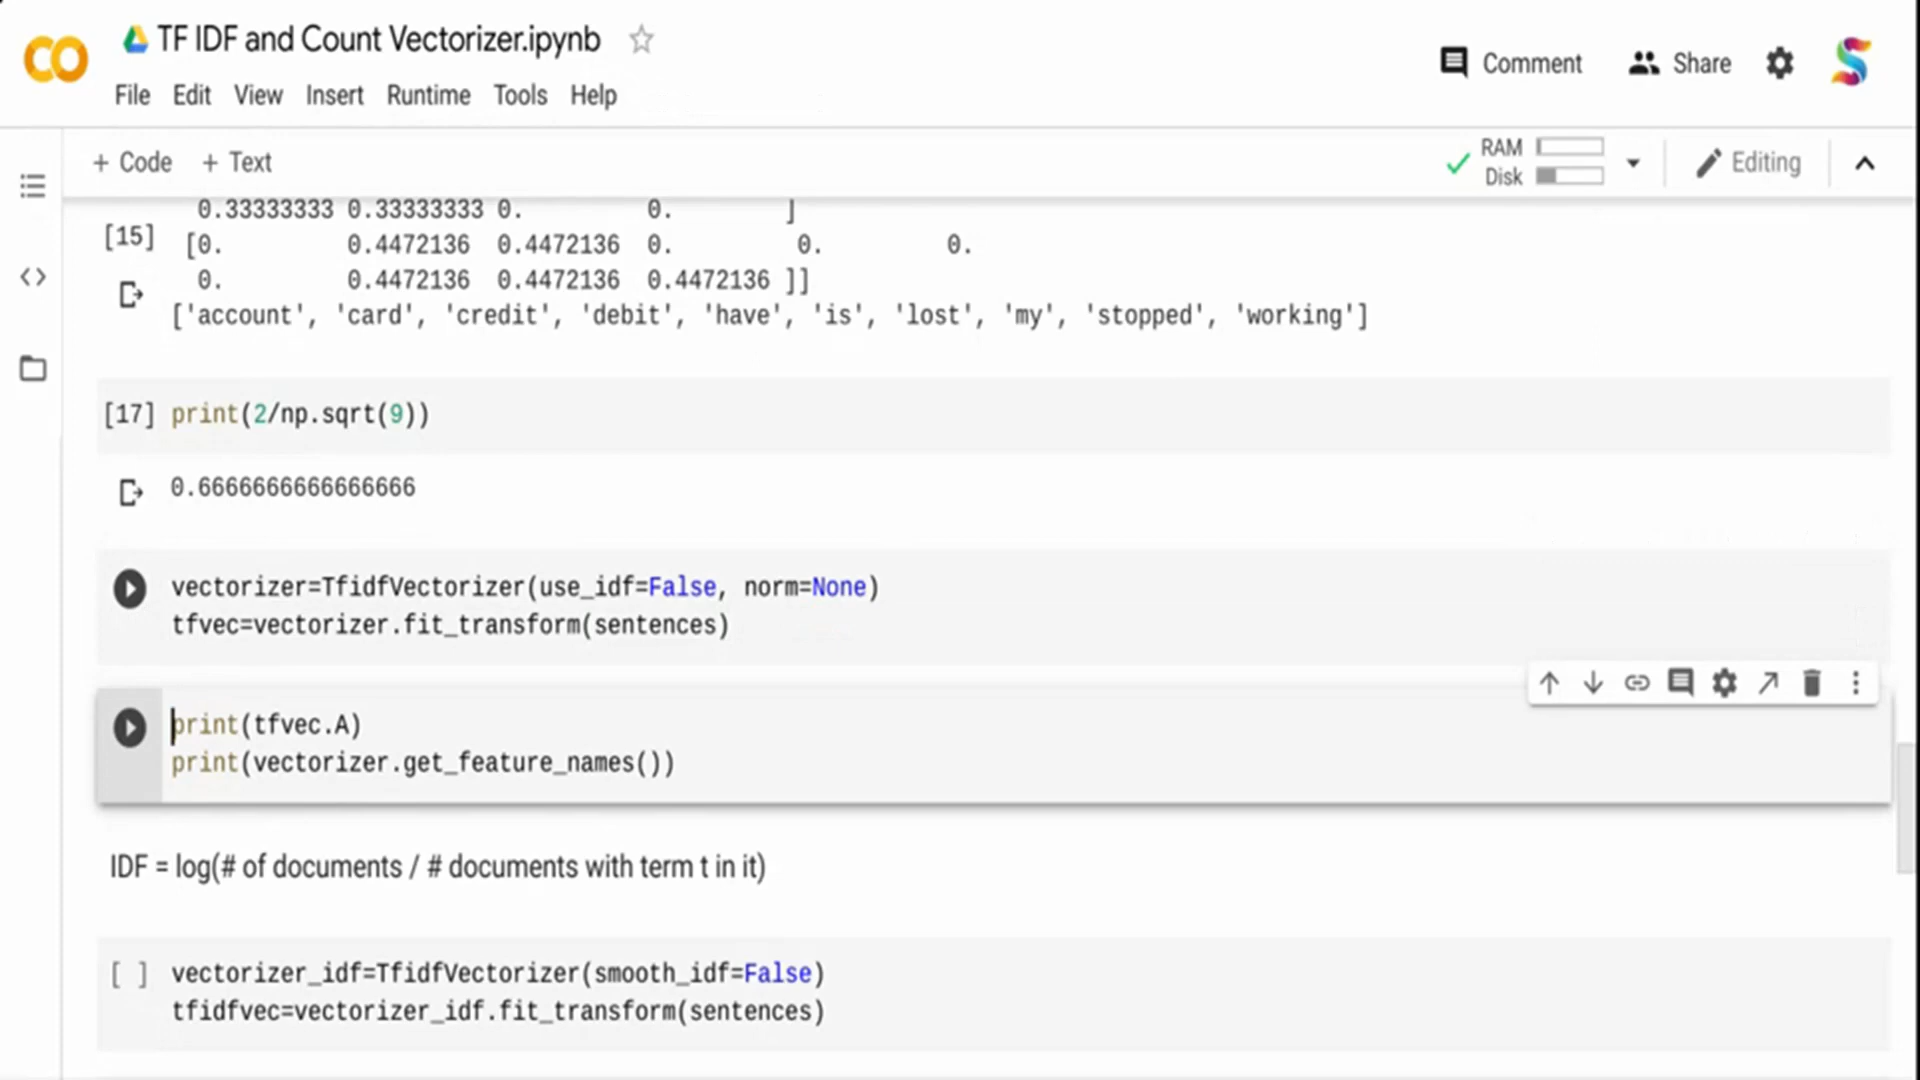 TF IDF and Count Vectorizer.ipynb
Comment Share
File Edit View Insert Runtime Tools Help
+ Code + Text
RAM
Disk
Editing
0.33333333 0.33333333 0. 0. ]
[15] [0. 0.4472136 0.4472136 0. 0. 0.
0. 0.4472136 0.4472136 0.4472136 ]]
['account', 'card', 'credit', 'debit', 'have', 'is', 'lost', 'my', 'stopped', 'working']
[17] print(2/np.sqrt(9))
0.6666666666666666
vectorizer=TfidfVectorizer(use_idf=False, norm=None)
tfvec=vectorizer.fit_transform(sentences)
print(tfvec.A)
print(vectorizer.get_feature_names())
IDF = log(# of documents / # documents with term t in it)
[ ] vectorizer_idf=TfidfVectorizer(smooth_idf=False)
tfidfvec=vectorizer_idf.fit_transform(sentences)